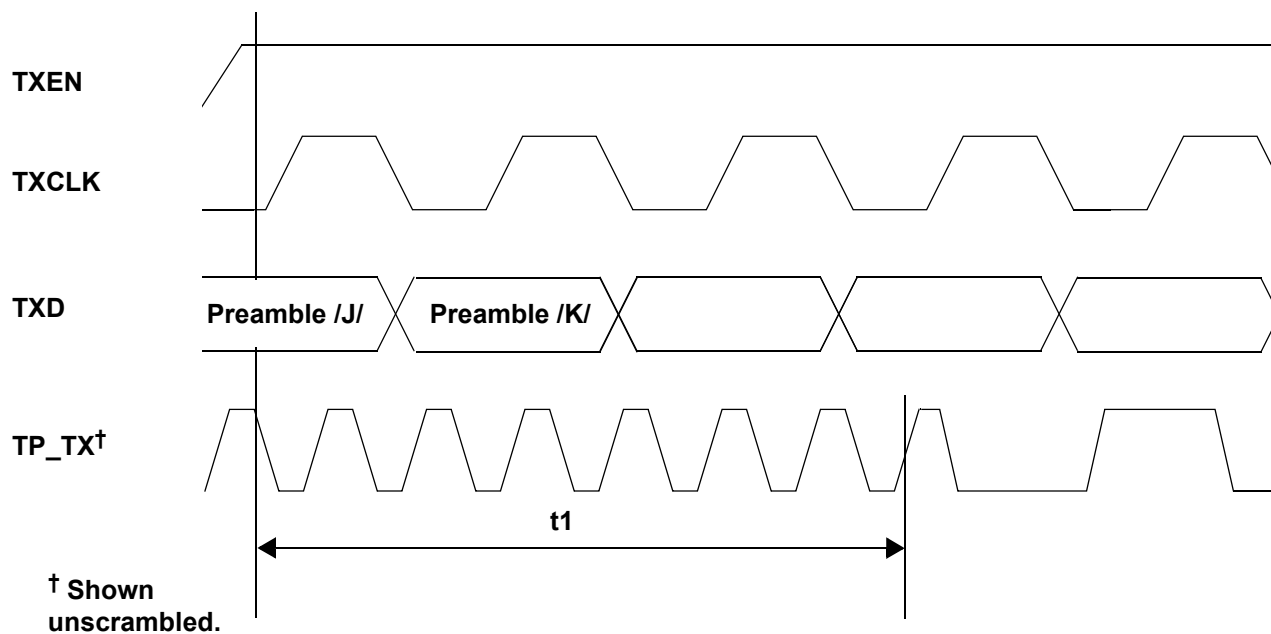 TXEN
TXCLK
TXD
Preamble /J/
Preamble /K/
TP_TX†
t1
† Shown
unscrambled.